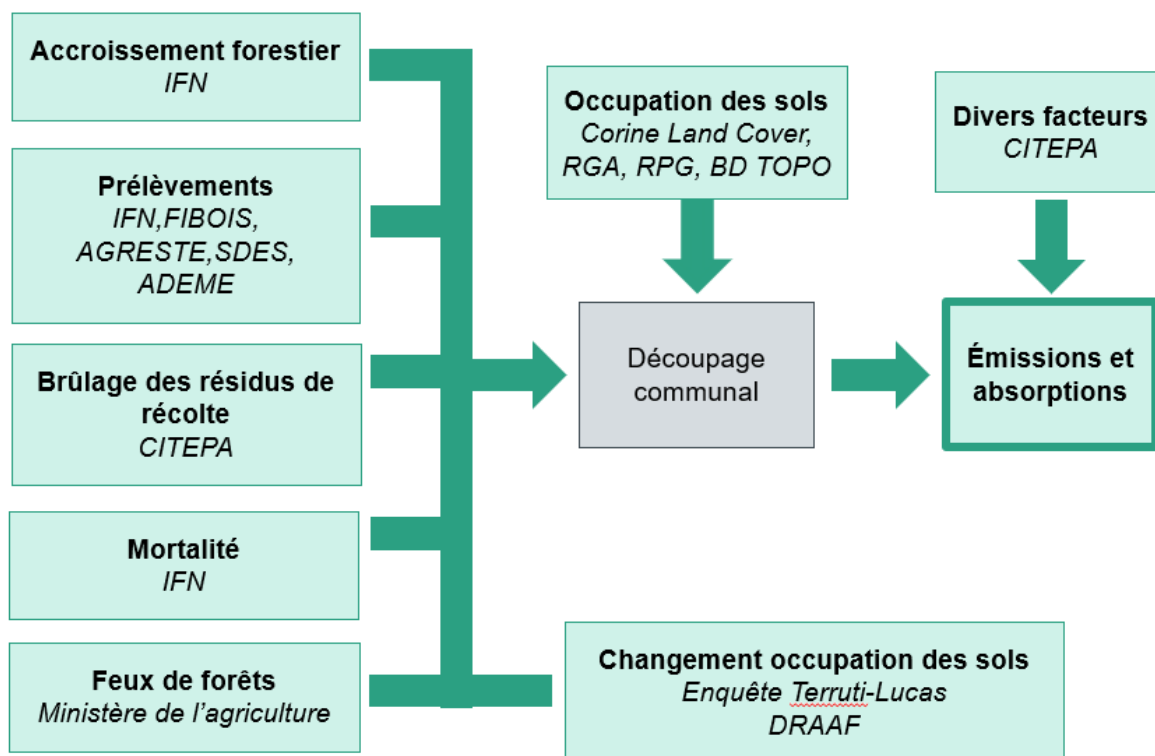 Accroissement forestier
IFN
Prélèvements
IFN,FIBOIS,
AGRESTE,SDES,
ADEME
Brûlage des résidus de
récolte
CITEPA
Mortalité
IFN
Feux de forêts
Ministère de l'agriculture
Occupation des sols
Corine Land Cover,
RGA, RPG, BD TOPO
Divers facteurs
CITEPA
Découpage
communal
Émissions et
absorptions
Changement occupation des sols
Enquête Terruti-Lucas
DRAAF